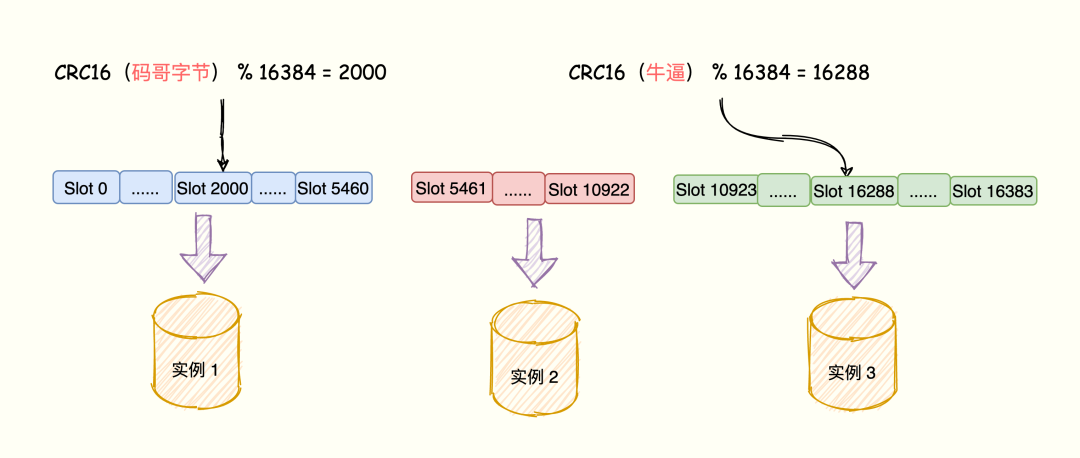 CRC16（码哥字节） % 16384 = 2000
CRC16（牛逼） % 16384 = 16288
Slot 0 ...... Slot 2000 ...... Slot 5460
Slot 5461 ...... Slot 10922
Slot 10923 ...... Slot 16288 ...... Slot 16383
实例 1
实例 2
实例 3